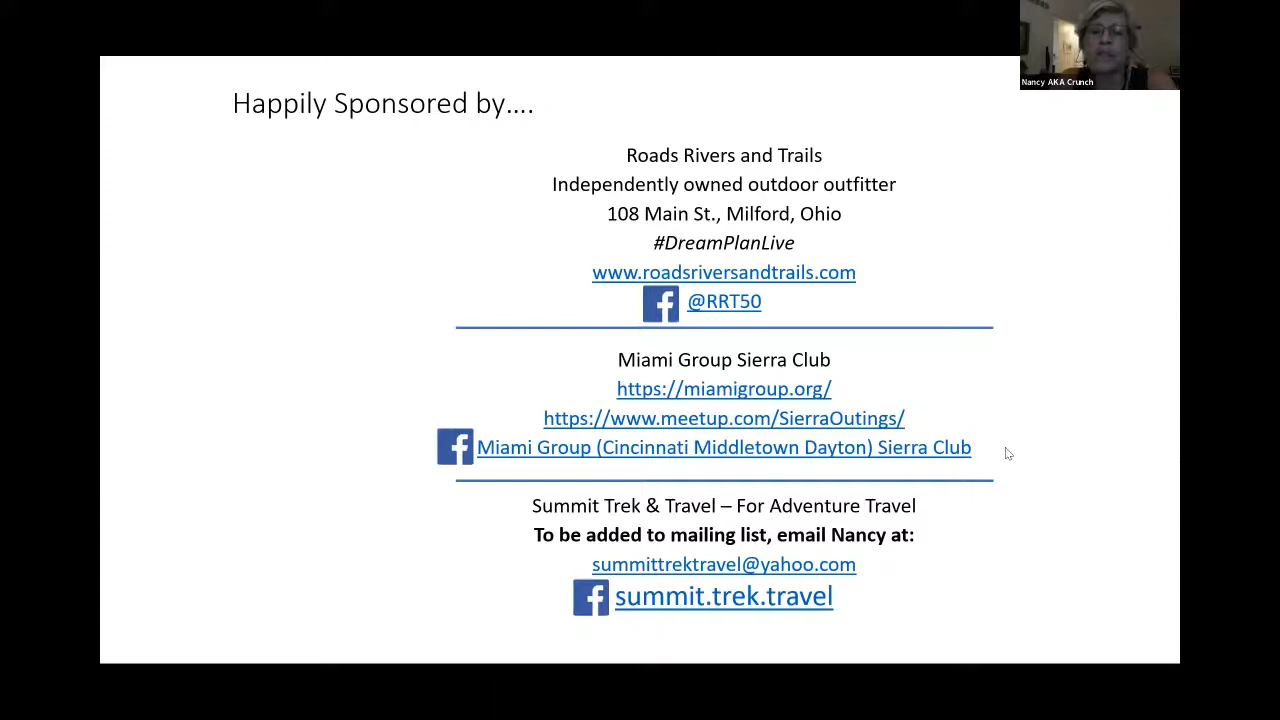 Nancy AKA Crunch
Happily Sponsored by....
Roads Rivers and Trails
Independently owned outdoor outfitter
108 Main St., Milford, Ohio
#DreamPlanLive
www.roadsriversandtrails.com
@RRT50
Miami Group Sierra Club
https://miamigroup.org/
https://www.meetup.com/SierraOutings/
Miami Group (Cincinnati Middletown Dayton) Sierra Club
Summit Trek & Travel – For Adventure Travel
To be added to mailing list, email Nancy at:
summittrektravel@yahoo.com
summit.trek.travel